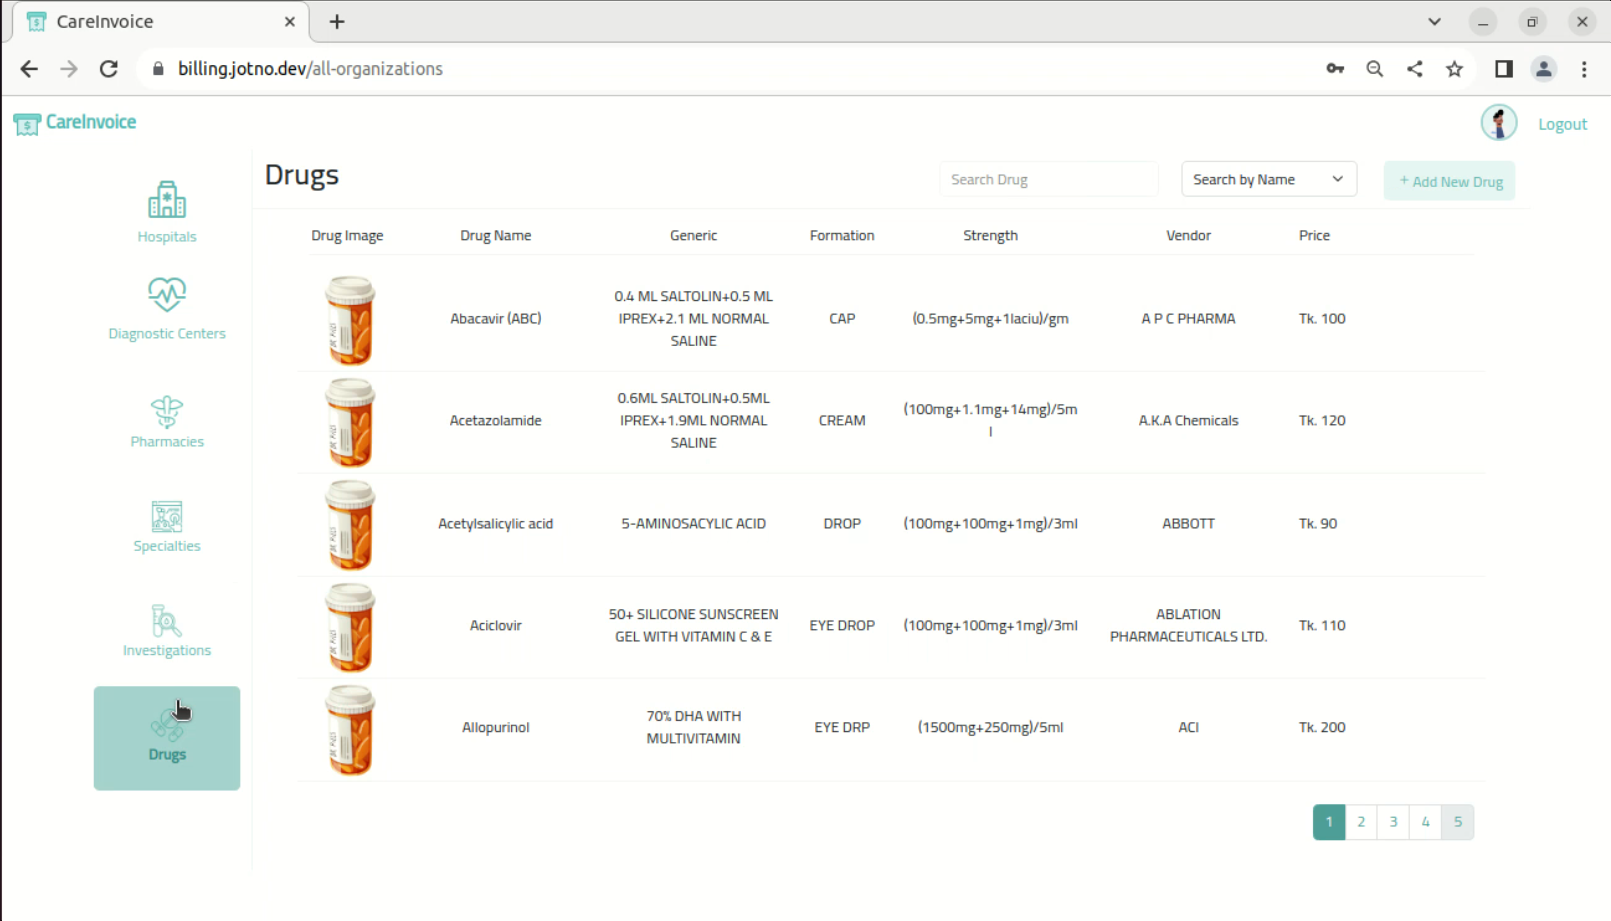 CareInvoice
billing.jotno.dev/all-organizations
CareInvoice
Logout
Hospitals
Diagnostic Centers
Pharmacies
Specialties
Investigations
Drugs
Drugs
Search Drug
Search by Name
+ Add New Drug
Drug Image Drug Name Generic Formation Strength Vendor Price
Abacavir (ABC)
0.4 ML SALTOLIN+0.5 ML
IPREX+2.1 ML NORMAL
SALINE
CAP
(0.5mg+5mg+1laciu)/gm
A P C PHARMA
Tk. 100
Acetazolamide
0.6ML SALTOLIN+0.5ML
IPREX+1.9ML NORMAL
SALINE
CREAM
(100mg+1.1mg+14mg)/5m
l
A.K.A Chemicals
Tk. 120
Acetylsalicylic acid
5-AMINOSACYLIC ACID
DROP
(100mg+100mg+1mg)/3ml
ABBOTT
Tk. 90
Aciclovir
50+ SILICONE SUNSCREEN
GEL WITH VITAMIN C & E
EYE DROP
(100mg+100mg+1mg)/3ml
ABLATION
PHARMACEUTICALS LTD.
Tk. 110
Allopurinol
70% DHA WITH
MULTIVITAMIN
EYE DRP
(1500mg+250mg)/5ml
ACI
Tk. 200
1 2 3 4 5